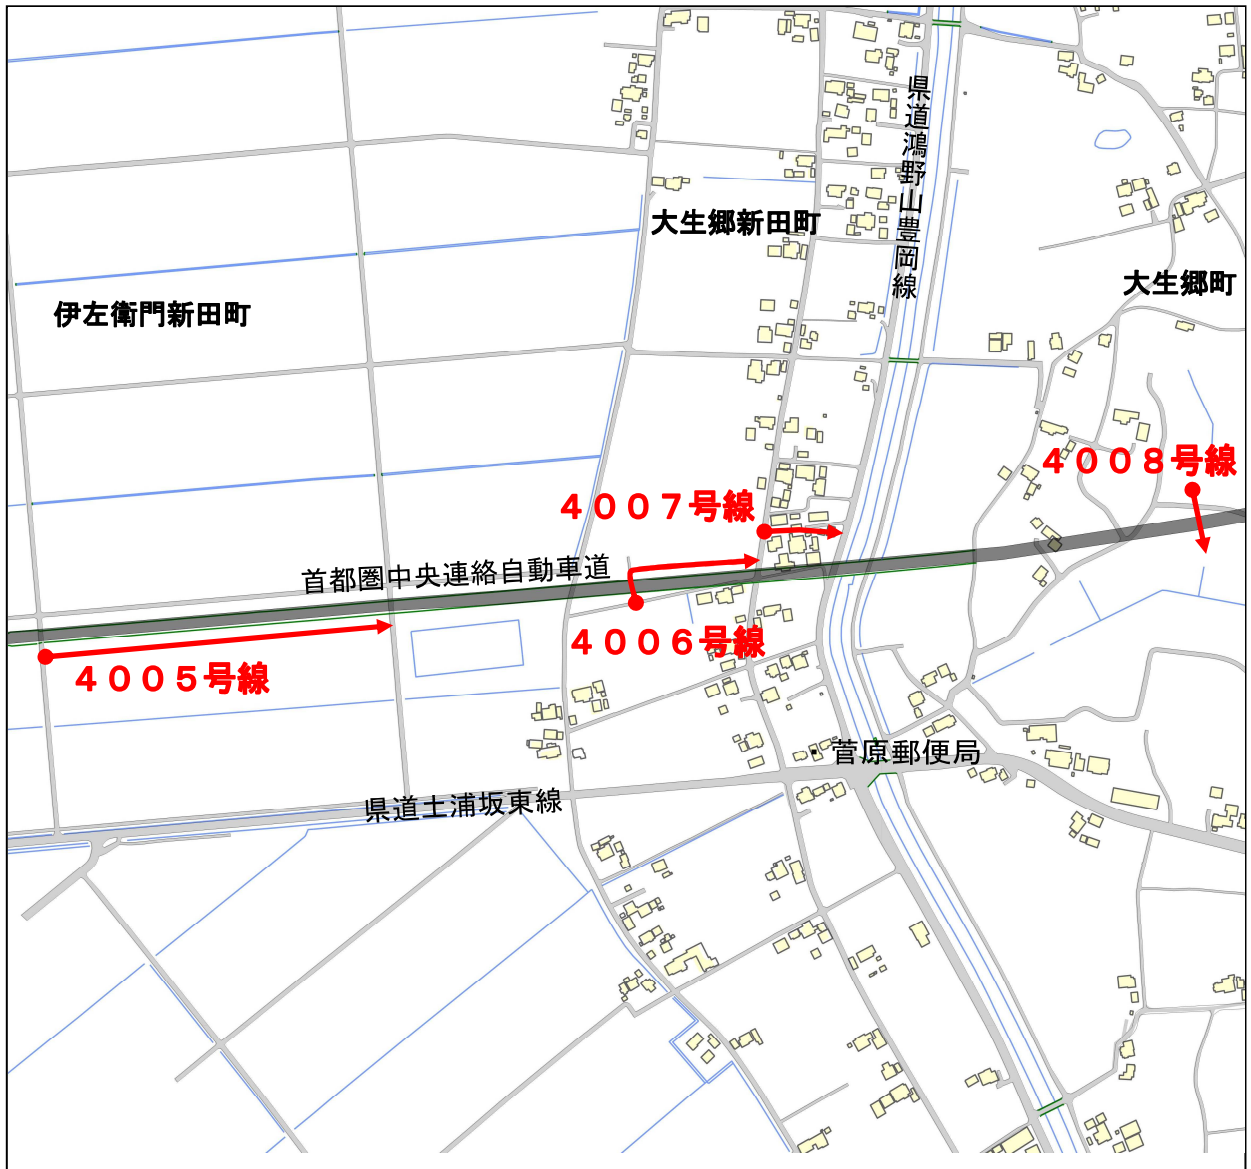 県道鴻野山豊岡線
大生郷新田町
大生郷町
伊左衛門新田町
４００８号線
４００７号線
首都圏中央連絡自動車道
４００６号線
４００５号線
菅原郵便局
県道土浦坂東線